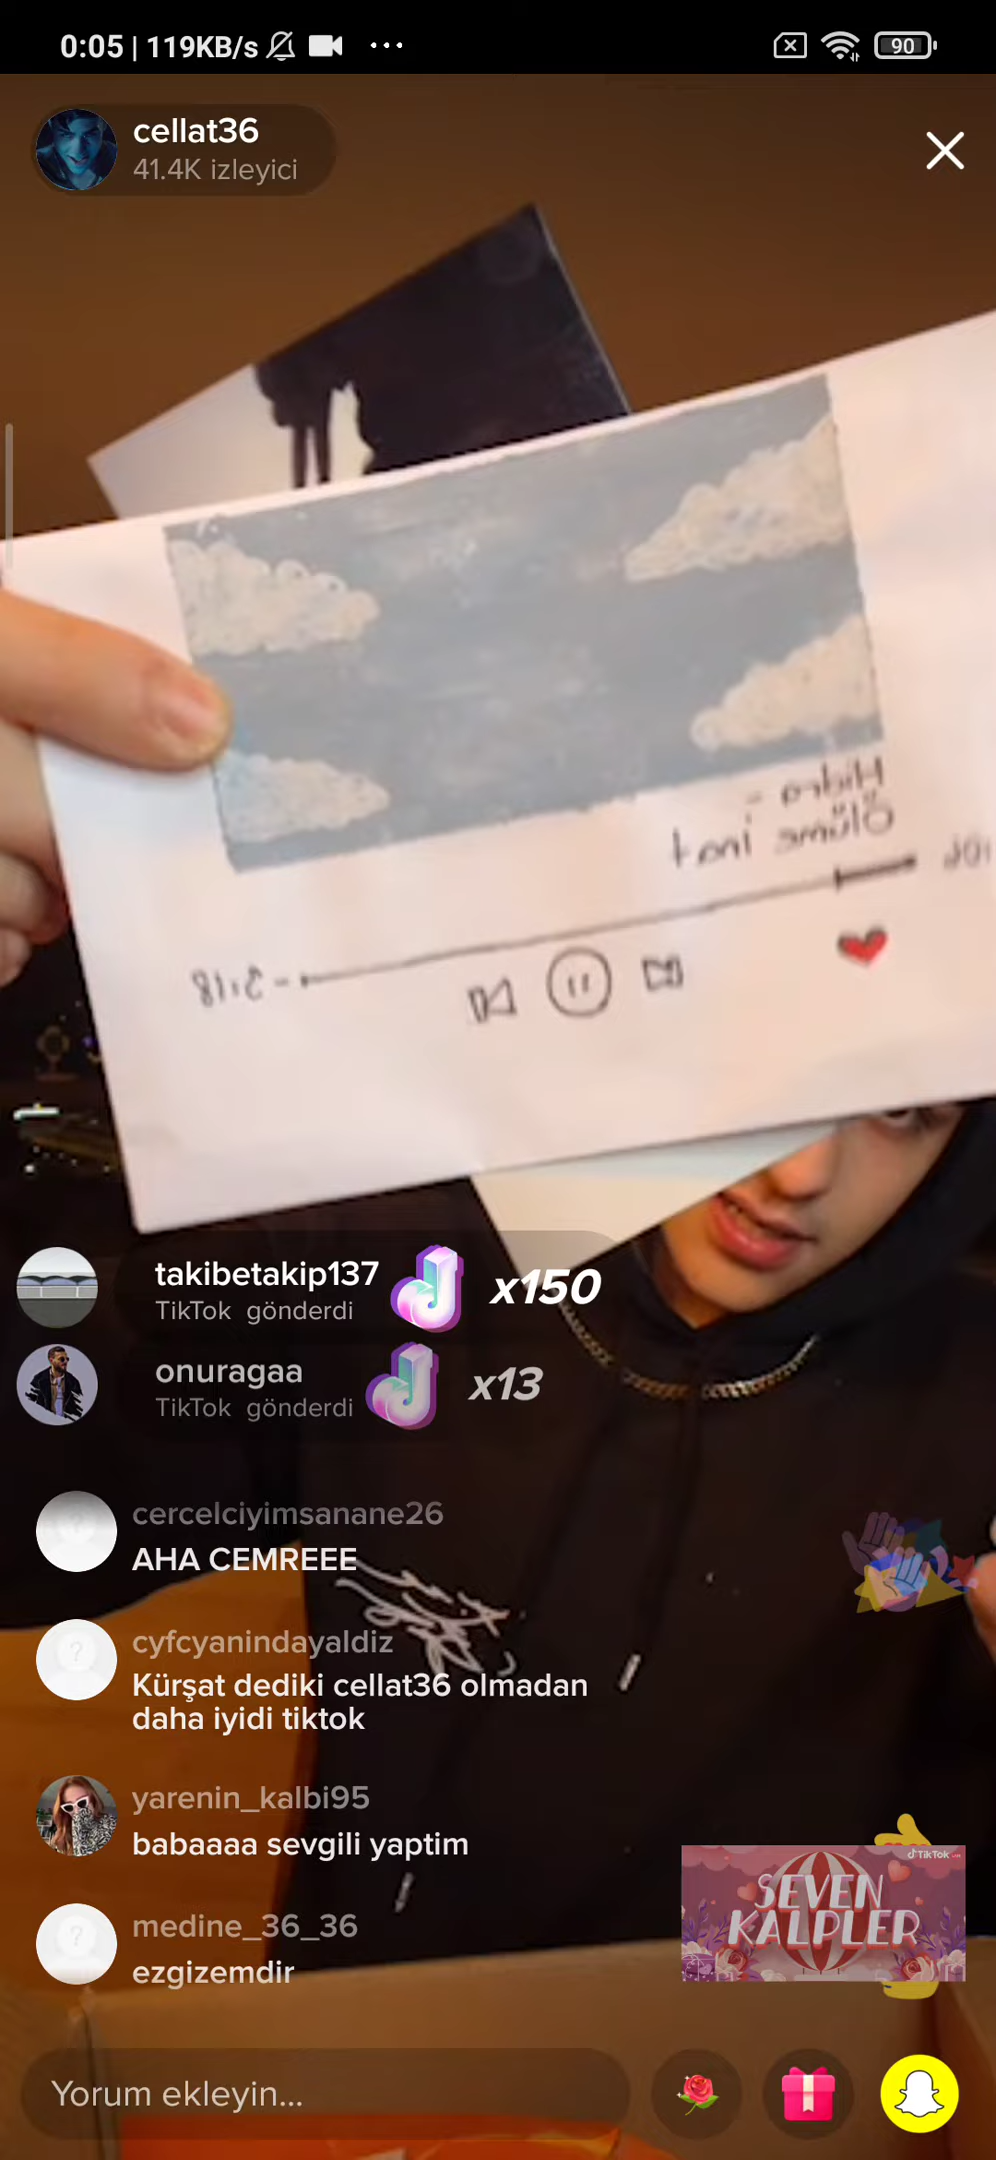 0:05 | 119KB/s
90
cellat36
41.4K izleyici
Hidra -
Ölüme inat
3:18
takibetakip137
TikTok gönderdi
x150
onuragaa
TikTok gönderdi
x13
cercelciyimsanane26
AHA CEMREEE
cyfcyanindayaldiz
Kürşat dediki cellat36 olmadan
daha iyidi tiktok
yarenin_kalbi95
babaaaa sevgili yaptim
medine_36_36
ezgizemdir
TikTok
SEVEN
KALPLER
Yorum ekleyin...